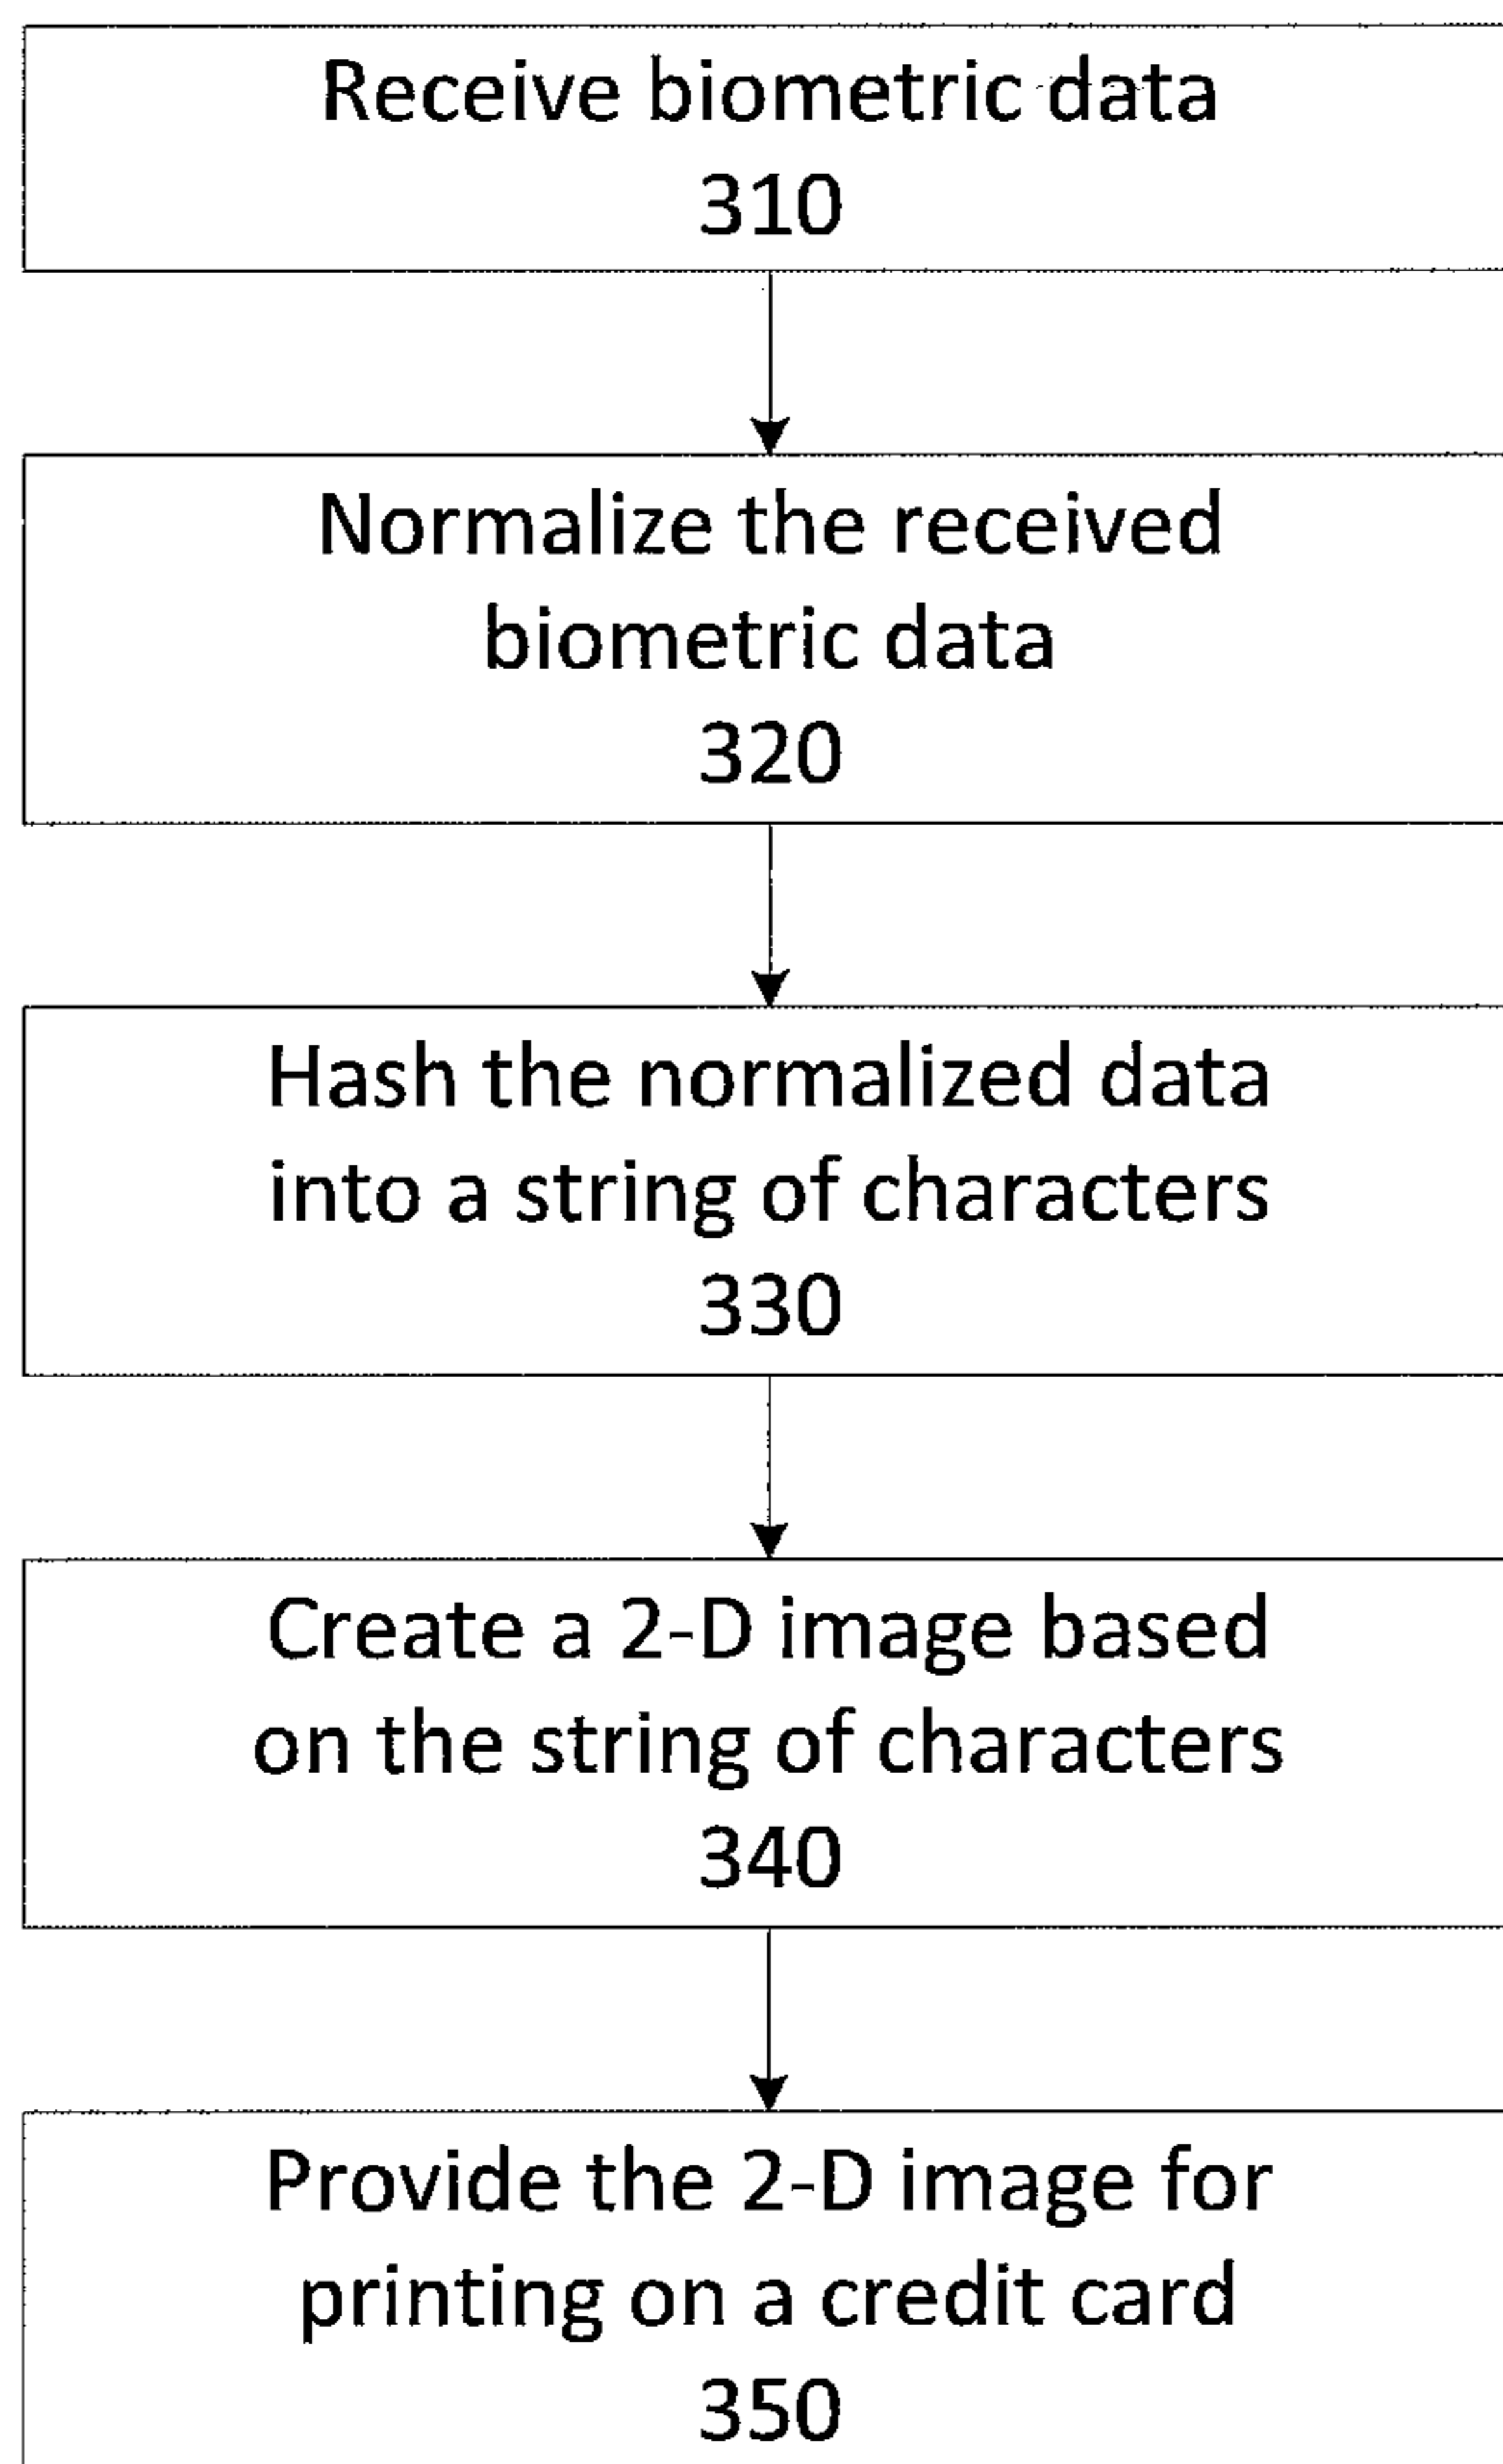 Receive biometric data
310
Normalize the received
biometric data
320
Hash the normalized data
into a string of characters
330
Create a 2-D image based
on the string of characters
340
Provide the 2-D image for
printing on a credit card
350